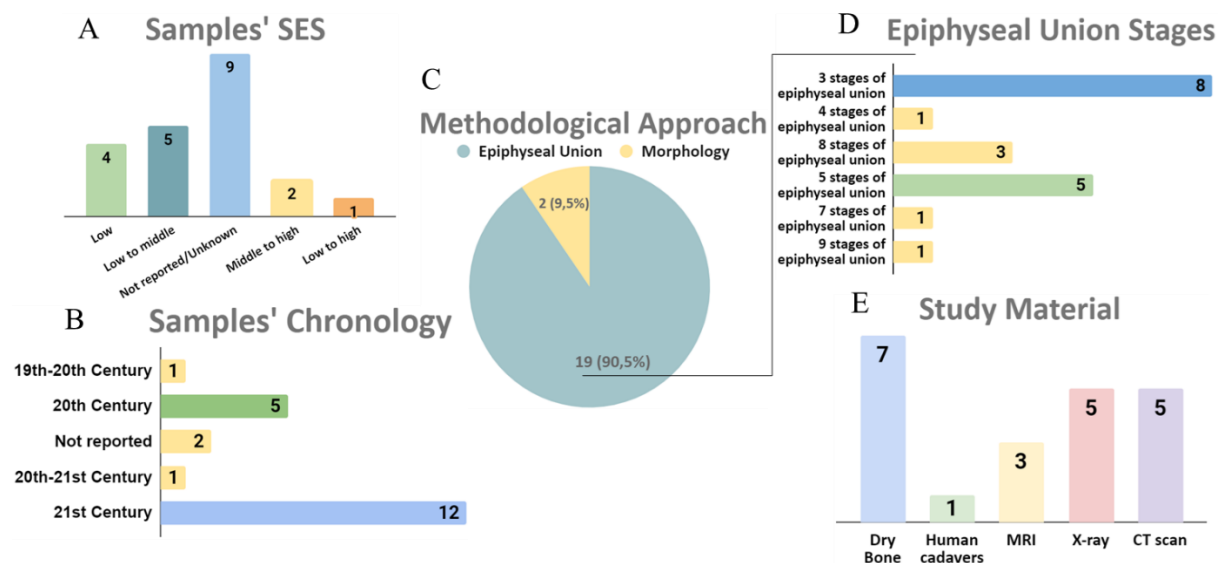 A
Samples' SES
4
5
9
2
1
Low
Low to middle
Not reported/Unknown
Middle to high
Low to high
B
Samples' Chronology
19th-20th Century
1
20th Century
5
Not reported
2
20th-21st Century
1
21st Century
12
C
Methodological Approach
Epiphyseal Union
Morphology
2 (9,5%)
19 (90,5%)
D
Epiphyseal Union Stages
3 stages of
epiphyseal union
8
4 stages of
epiphyseal union
1
8 stages of
epiphyseal union
3
5 stages of
epiphyseal union
5
7 stages of
epiphyseal union
1
9 stages of
epiphyseal union
1
E
Study Material
7
1
3
5
5
Dry
Bone
Human
cadavers
MRI
X-ray
CT scan